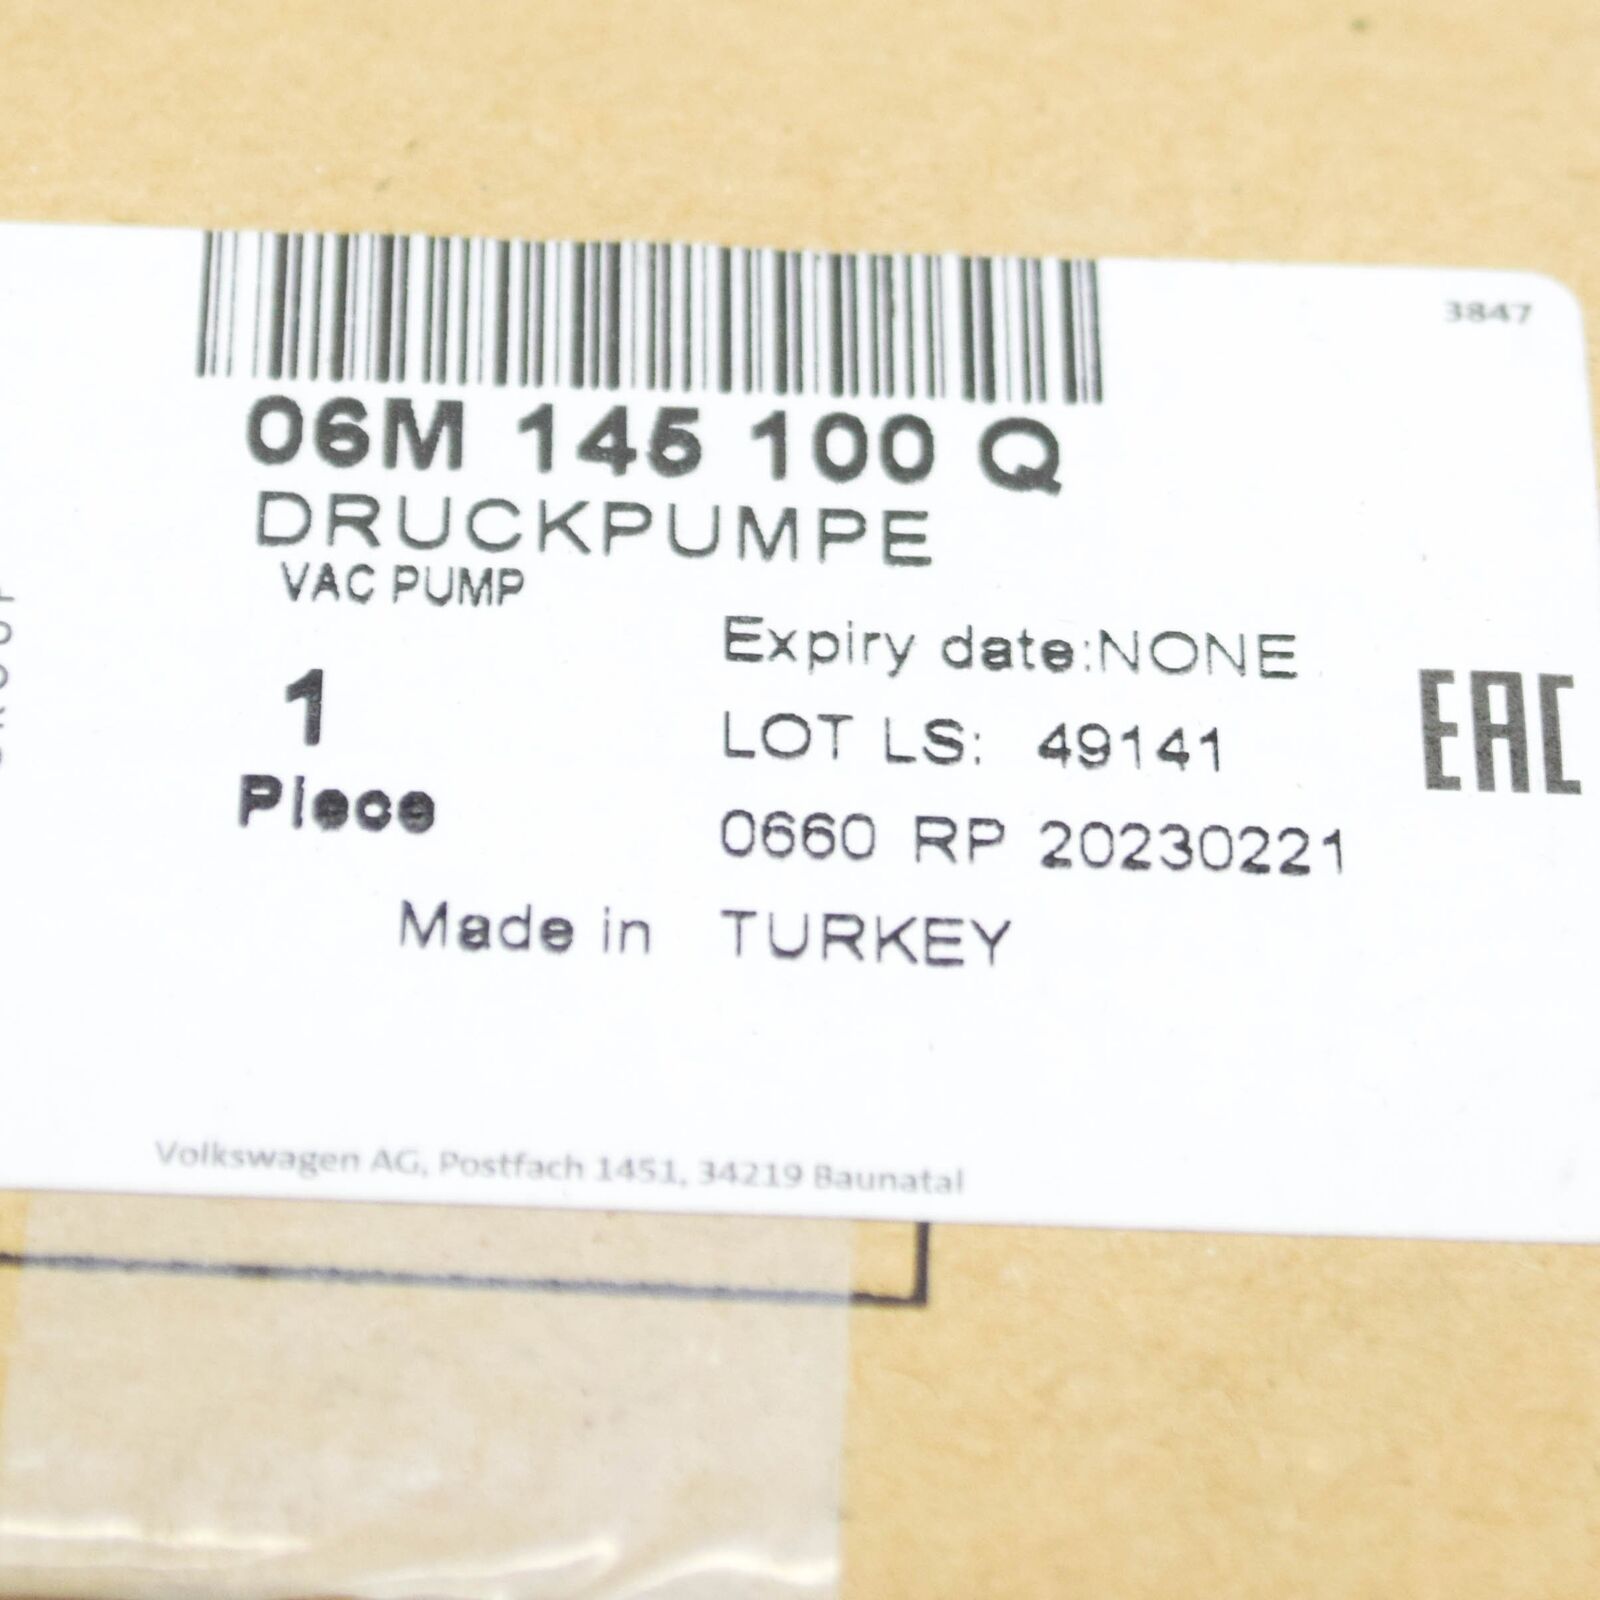 3847
06M 145 100 Q
DRUCKPUMPE
VAC PUMP
Expiry date:NONE
1
Piece
LOT LS: 49141
EAC
0660 RP 20230221
Made in TURKEY
Volkswagen AG, Postfach 1451, 34219 Baunatal